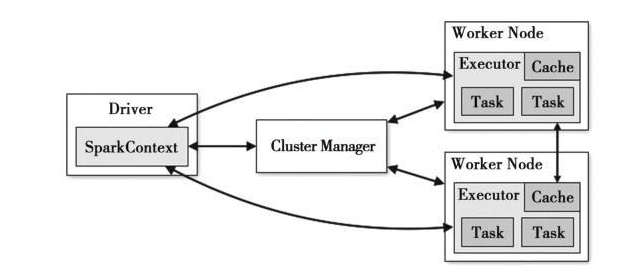 Driver
SparkContext
Cluster Manager
Worker Node
Executor
Cache
Task
Task
Worker Node
Executor
Cache
Task
Task